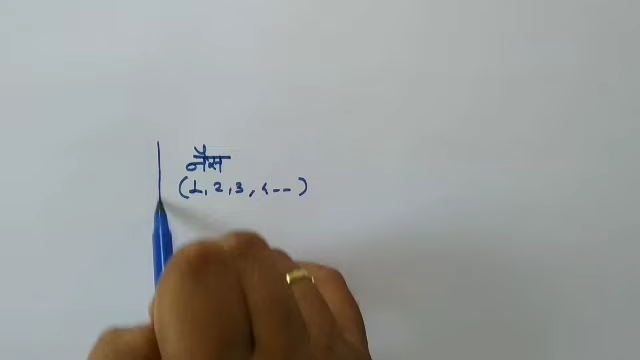 नैस
(1, 2, 3, 4 -- )